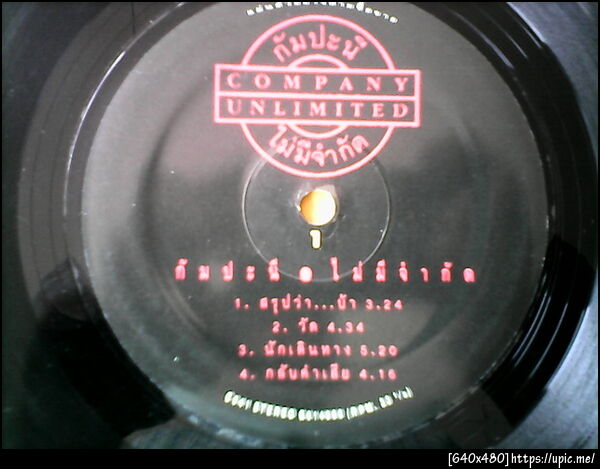 กัมปะนี
COMPANY
UNLIMITED
ไม่มีจำกัด
1
กัมปะนี ๏ ไม่มีจำกัด
1. สรุปว่า...บ้า 3.24
2. วัด 4.34
3. นักเดินทาง 5.20
4. กลับคำเสีย 4.16
STEREO
[640x480]https://upic.me/